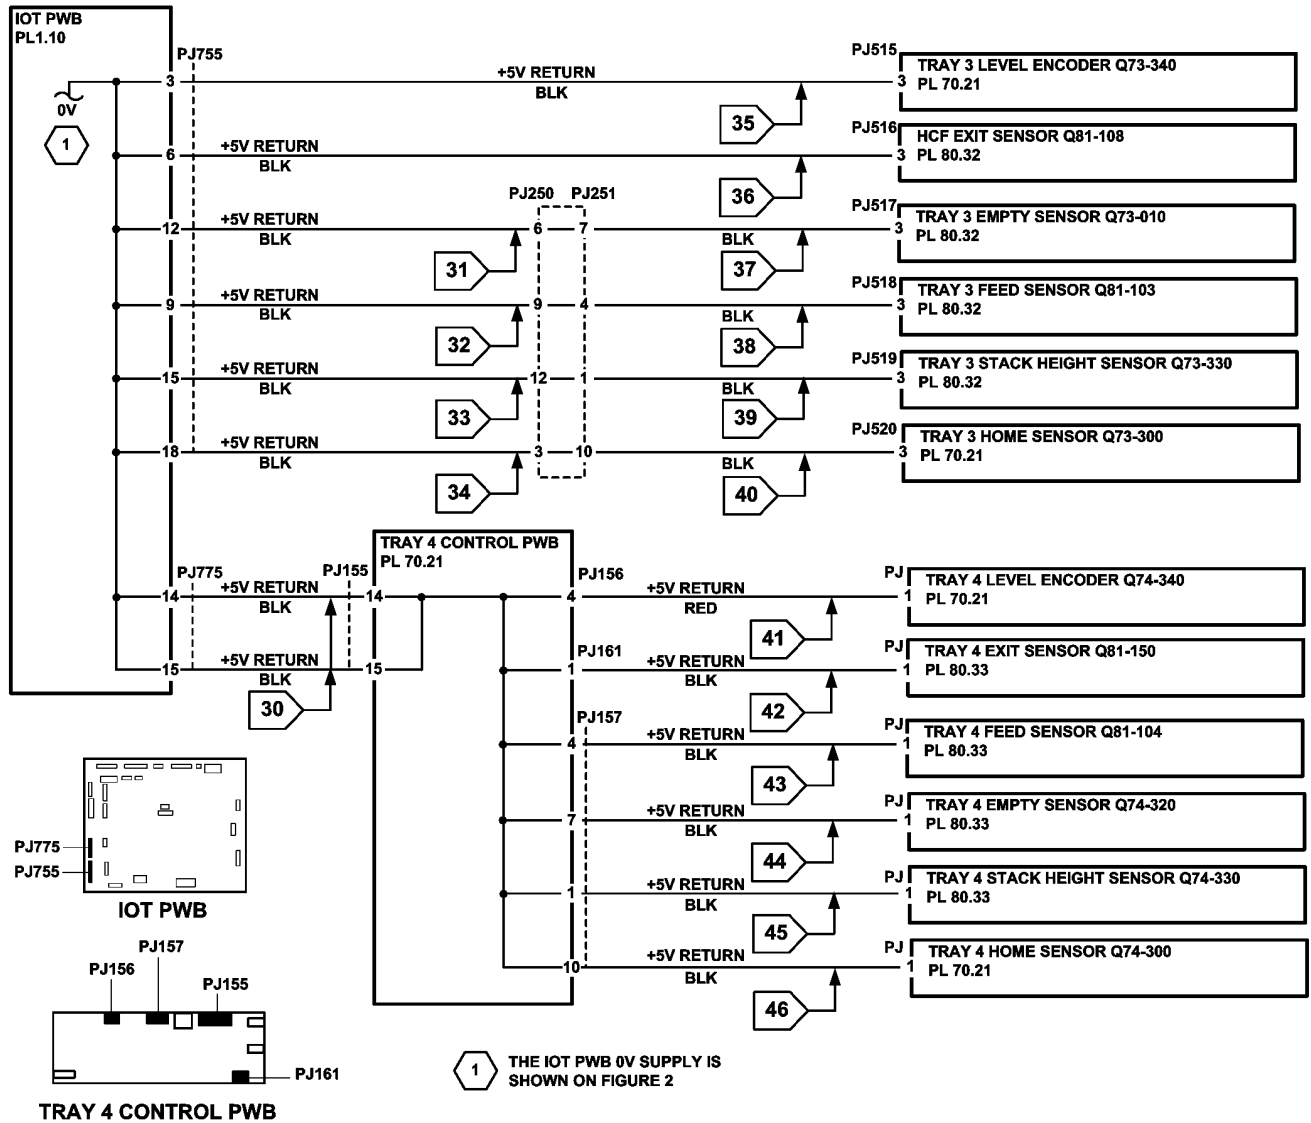 IOT PWB
PL1.10
PJ755
0V
1
3
+5V RETURN
BLK
35
PJ515
3
TRAY 3 LEVEL ENCODER Q73-340
PL 70.21
6
+5V RETURN
BLK
36
PJ516
3
HCF EXIT SENSOR Q81-108
PL 80.32
PJ250
PJ251
12
+5V RETURN
BLK
31
6
7
BLK
37
PJ517
3
TRAY 3 EMPTY SENSOR Q73-010
PL 80.32
9
+5V RETURN
BLK
32
9
4
BLK
38
PJ518
3
TRAY 3 FEED SENSOR Q81-103
PL 80.32
15
+5V RETURN
BLK
33
12
1
BLK
39
PJ519
3
TRAY 3 STACK HEIGHT SENSOR Q73-330
PL 80.32
18
+5V RETURN
BLK
34
3
10
BLK
40
PJ520
3
TRAY 3 HOME SENSOR Q73-300
PL 70.21
TRAY 4 CONTROL PWB
PL 70.21
PJ775
PJ155
14
+5V RETURN
BLK
14
15
+5V RETURN
BLK
15
30
PJ156
4
+5V RETURN
RED
41
PJ
1
TRAY 4 LEVEL ENCODER Q74-340
PL 70.21
PJ161
1
+5V RETURN
BLK
42
PJ
1
TRAY 4 EXIT SENSOR Q81-150
PL 80.33
PJ157
4
+5V RETURN
BLK
43
PJ
1
TRAY 4 FEED SENSOR Q81-104
PL 80.33
7
+5V RETURN
BLK
44
PJ
1
TRAY 4 EMPTY SENSOR Q74-320
PL 80.33
1
+5V RETURN
BLK
45
PJ
1
TRAY 4 STACK HEIGHT SENSOR Q74-330
PL 80.33
10
+5V RETURN
BLK
46
PJ
1
TRAY 4 HOME SENSOR Q74-300
PL 70.21
PJ775
PJ755
IOT PWB
PJ157
PJ156
PJ155
PJ161
TRAY 4 CONTROL PWB
1
THE IOT PWB 0V SUPPLY IS
SHOWN ON FIGURE 2